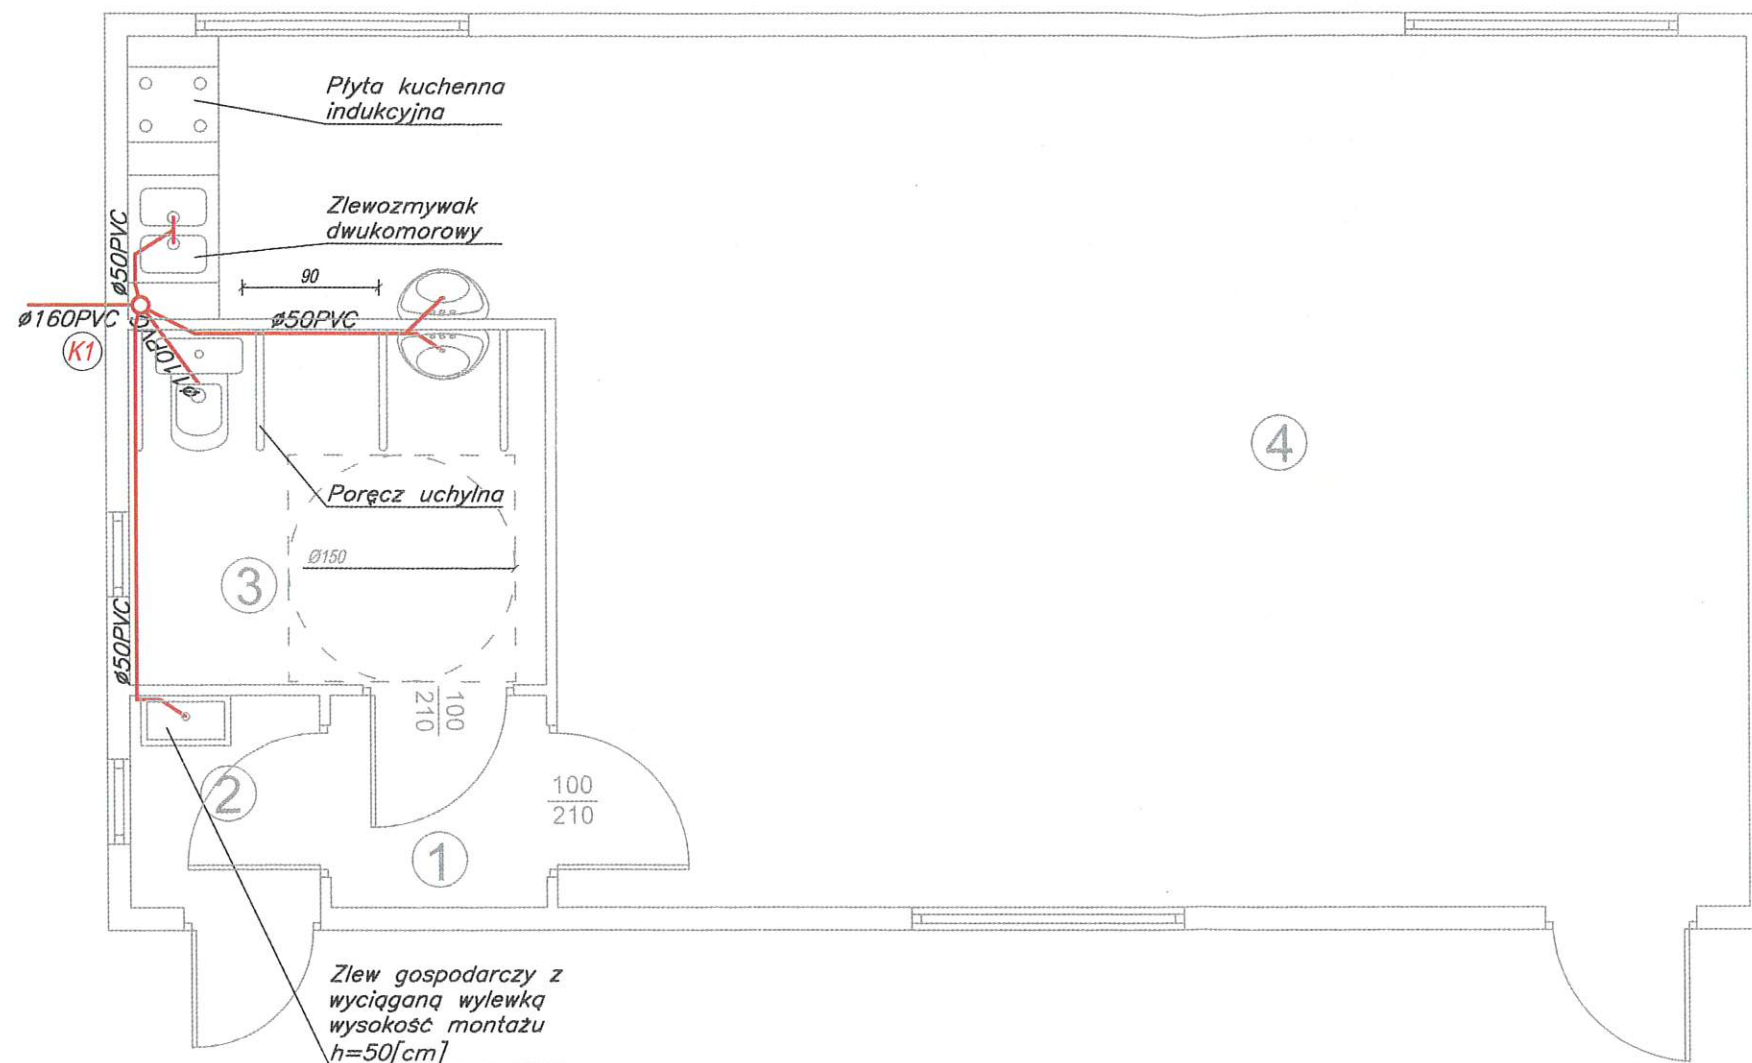 Płyta kuchenna
indukcyjna
Zlewozmywak
dwukomorowy
ø50PVC
90
ø160PVC
ø50PVC
K1
ø110PVC
4
Poręcz uchylna
Ø150
3
ø50PVC
100
210
2
100
210
1
Zlew gospodarczy z
wyciąganą wylewką
wysokość montażu
h=50[cm]